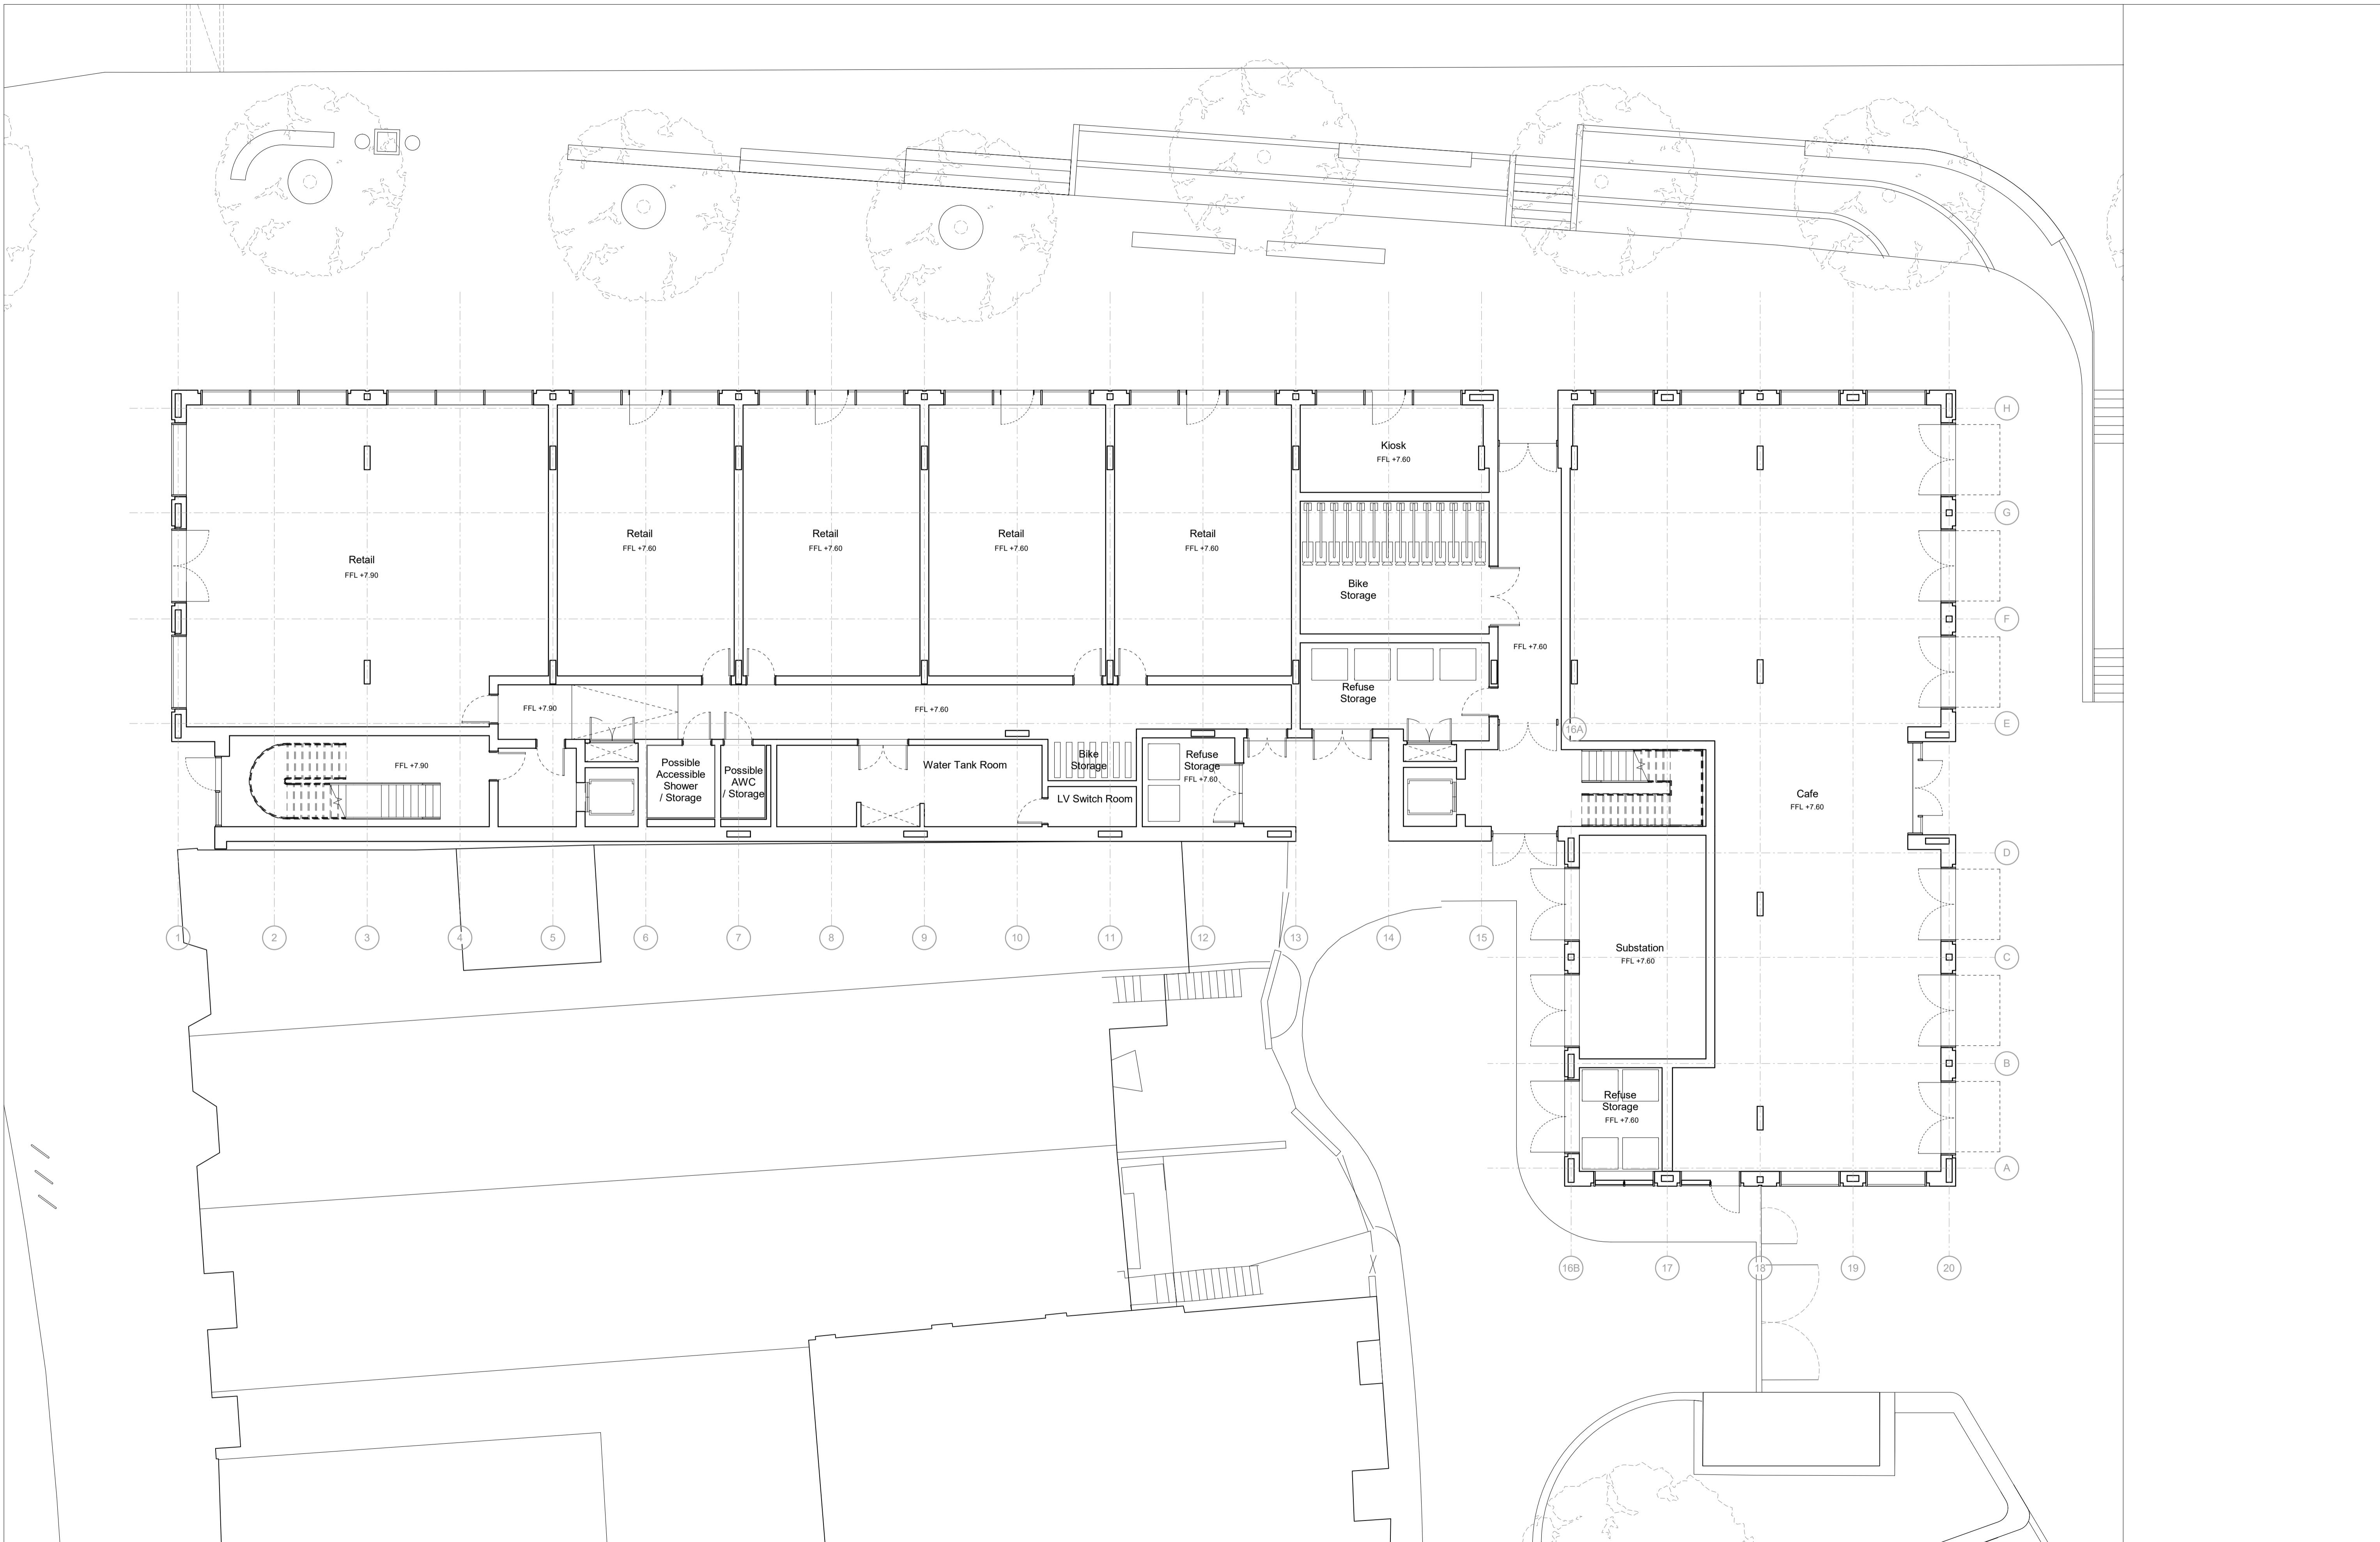 H
Kiosk
FFL +7.60
G
Retail
FFL +7.60
Retail
FFL +7.60
Retail
FFL +7.60
Retail
FFL +7.60
Retail
FFL +7.90
Bike
Storage
F
FFL +7.60
Refuse
Storage
FFL +7.90
FFL +7.60
E
16A
FFL +7.90
Possible
Accessible
Shower
/ Storage
Possible
AWC
/ Storage
Water Tank Room
Bike
Storage
LV Switch Room
Refuse
Storage
FFL +7.60
Cafe
FFL +7.60
D
1
2
3
4
5
6
7
8
9
10
11
12
13
14
15
Substation
FFL +7.60
C
B
Refuse
Storage
FFL +7.60
A
16B
17
18
19
20